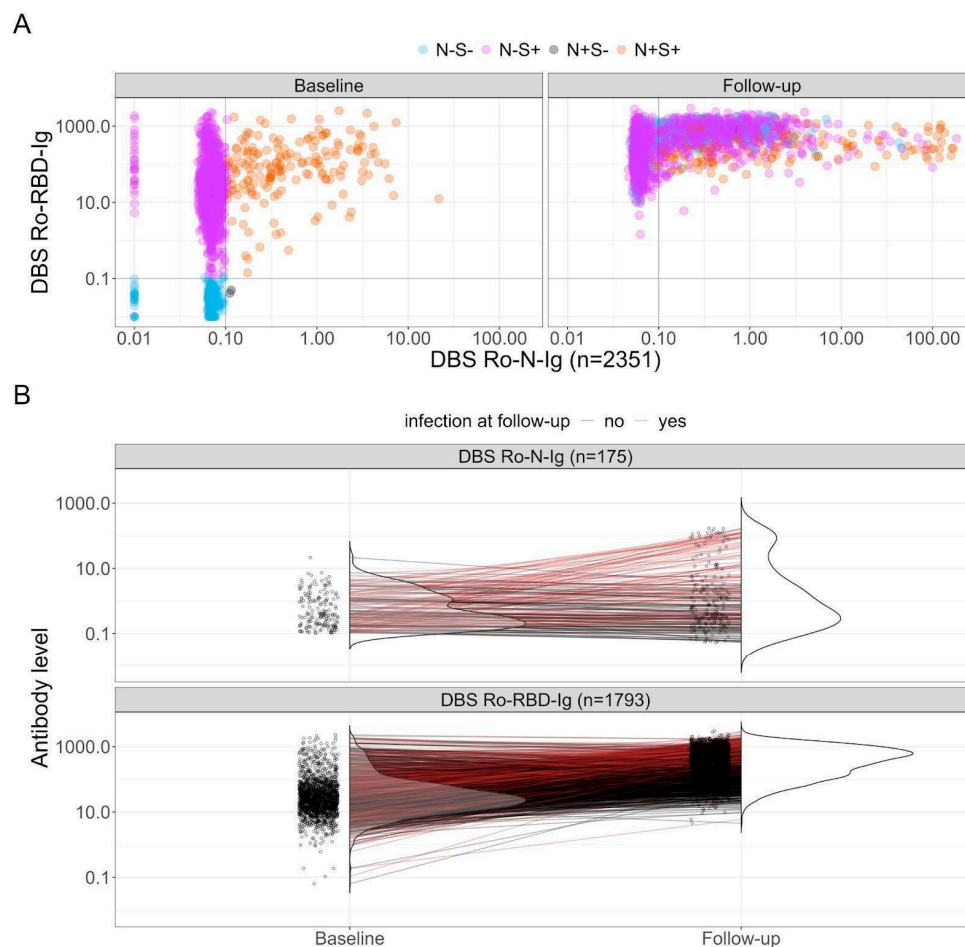 A
N-S- N-S+ N+S- N+S+
Baseline Follow-up
DBS Ro-RBD-Ig
1000.0
10.0
0.1
0.01 0.10 1.00 10.00 100.00 0.01 0.10 1.00 10.00 100.00
DBS Ro-N-Ig (n=2351)
B
infection at follow-up no yes
DBS Ro-N-Ig (n=175)
Antibody level
1000.0
10.0
0.1
DBS Ro-RBD-Ig (n=1793)
1000.0
10.0
0.1
Baseline Follow-up